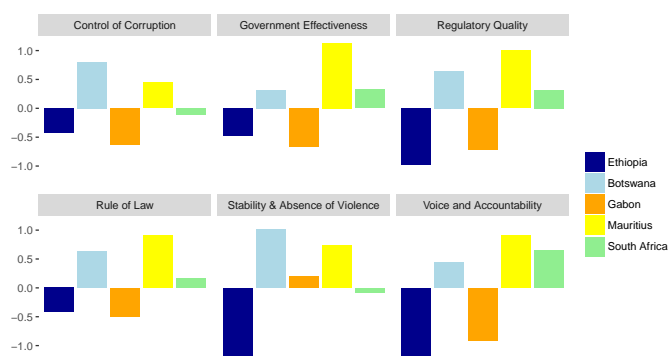 Control of Corruption
Government Effectiveness
Regulatory Quality
1.0
0.5
0.0
−0.5
−1.0
Ethiopia
Botswana
Gabon
Mauritius
South Africa
Rule of Law
Stability & Absence of Violence
Voice and Accountability
1.0
0.5
0.0
−0.5
−1.0